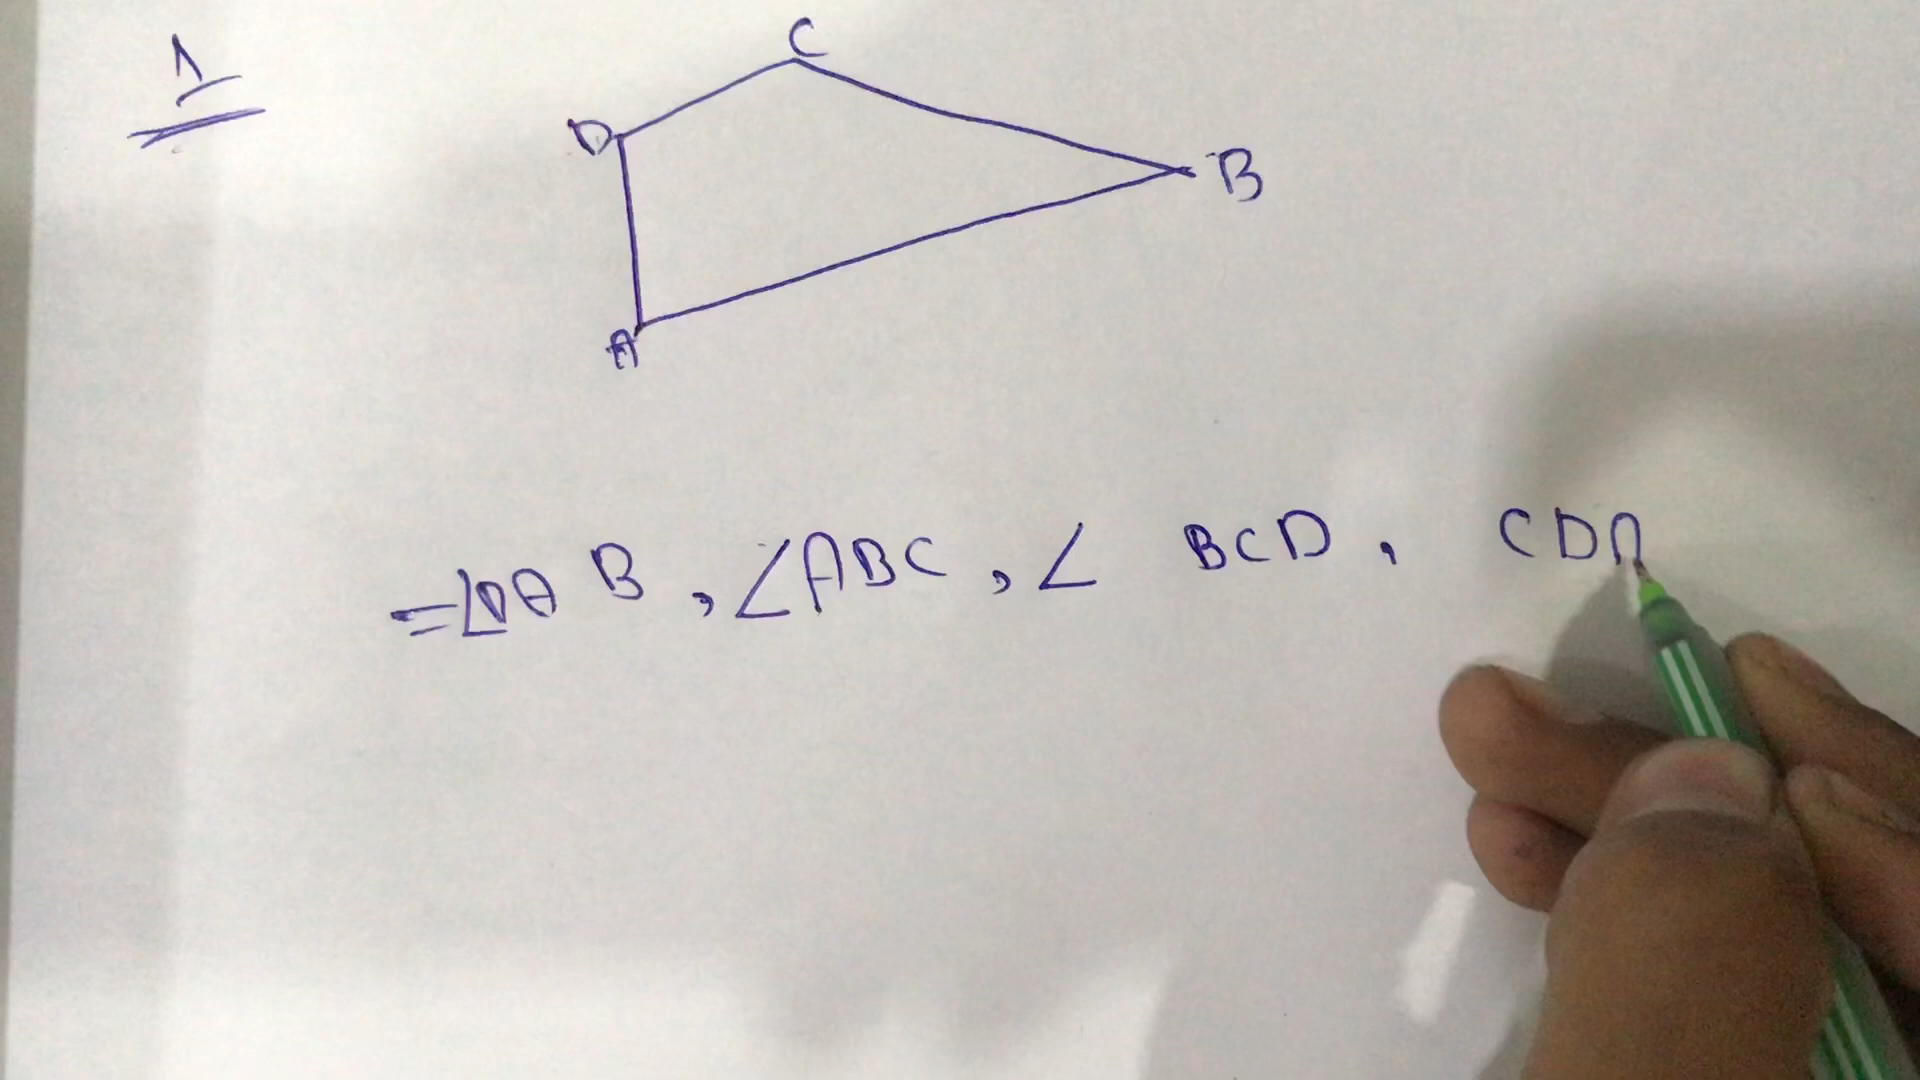 1
C
D
B
A
=∠DAB, ∠ABC, ∠ BCD, CDA